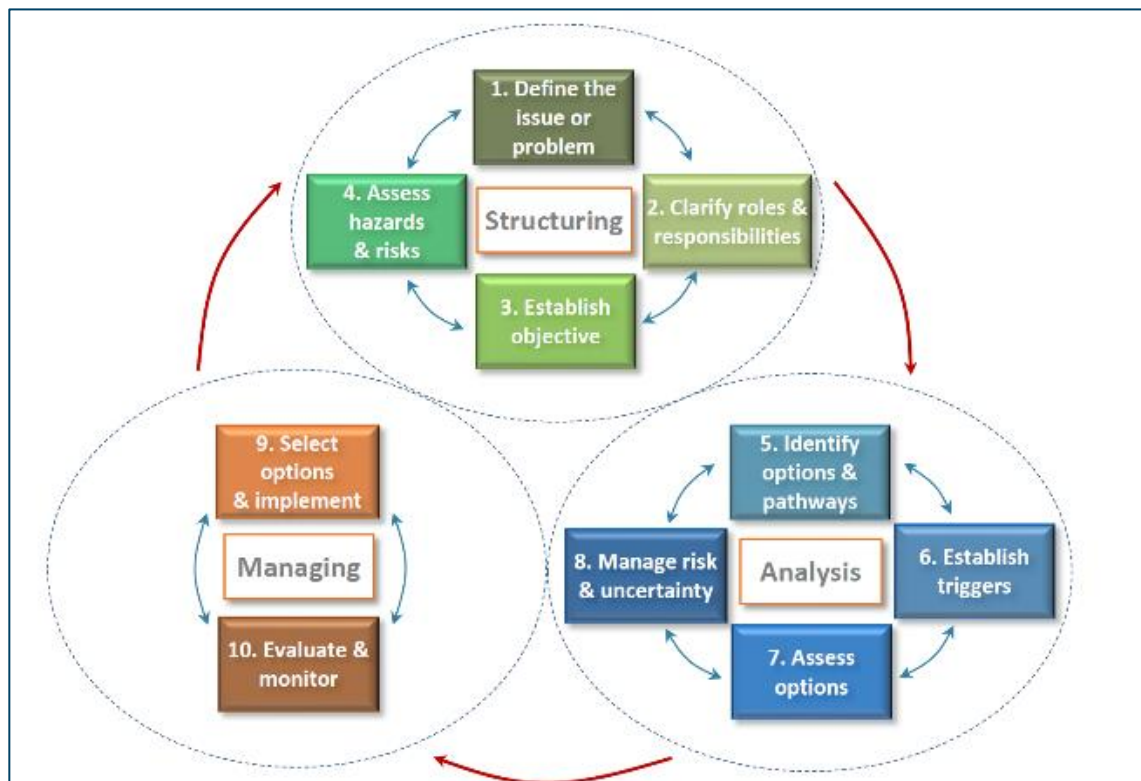 1. Define the
issue or
problem
4. Assess
hazards
& risks
Structuring
2. Clarify roles &
responsibilities
3. Establish
objective
9. Select
options
& implement
Managing
10. Evaluate &
monitor
5. Identify
options &
pathways
8. Manage risk
& uncertainty
Analysis
6. Establish
triggers
7. Assess
options